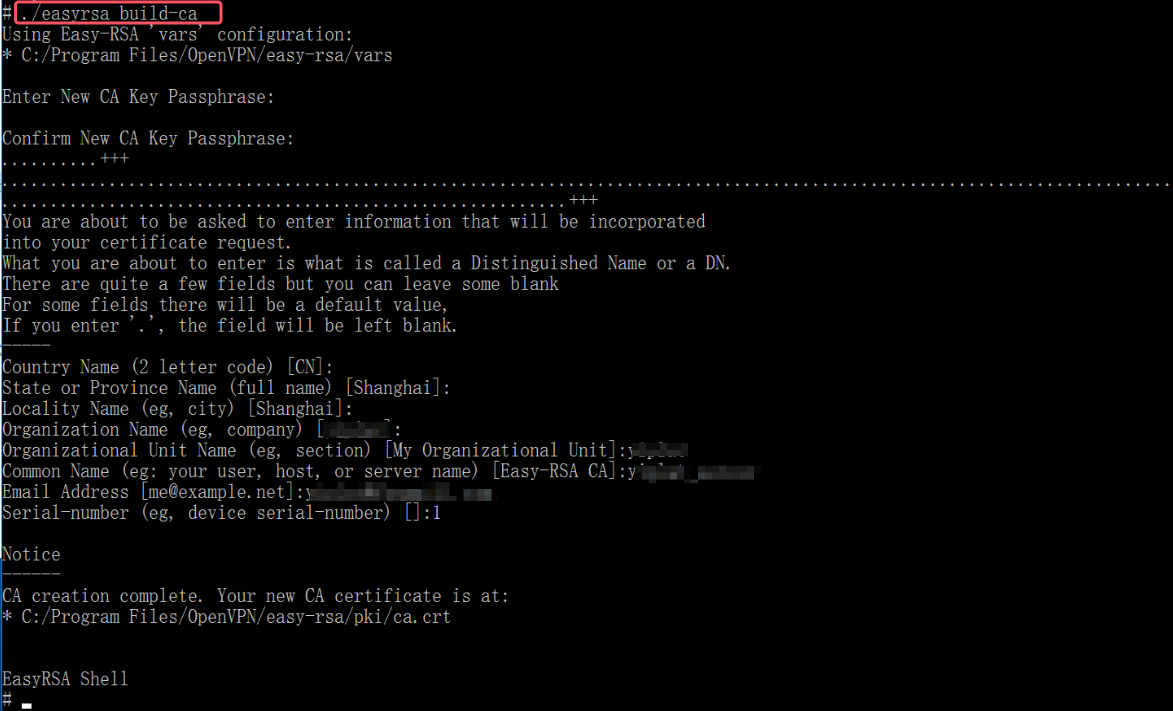 # ./easyrsa build-ca
Using Easy-RSA 'vars' configuration:
* C:/Program Files/OpenVPN/easy-rsa/vars
Enter New CA Key Passphrase:
Confirm New CA Key Passphrase:
..........+++
........................................................................................................................
..........................................................+++
You are about to be asked to enter information that will be incorporated
into your certificate request.
What you are about to enter is what is called a Distinguished Name or a DN.
There are quite a few fields but you can leave some blank
For some fields there will be a default value,
If you enter '.', the field will be left blank.
-----
Country Name (2 letter code) [CN]:
State or Province Name (full name) [Shanghai]:
Locality Name (eg, city) [Shanghai]:
Organization Name (eg, company) [ ]:
Organizational Unit Name (eg, section) [My Organizational Unit]:
Common Name (eg: your user, host, or server name) [Easy-RSA CA]:
Email Address [me@example.net]:
Serial-number (eg, device serial-number) []:1
Notice
------
CA creation complete. Your new CA certificate is at:
* C:/Program Files/OpenVPN/easy-rsa/pki/ca.crt
EasyRSA Shell
#